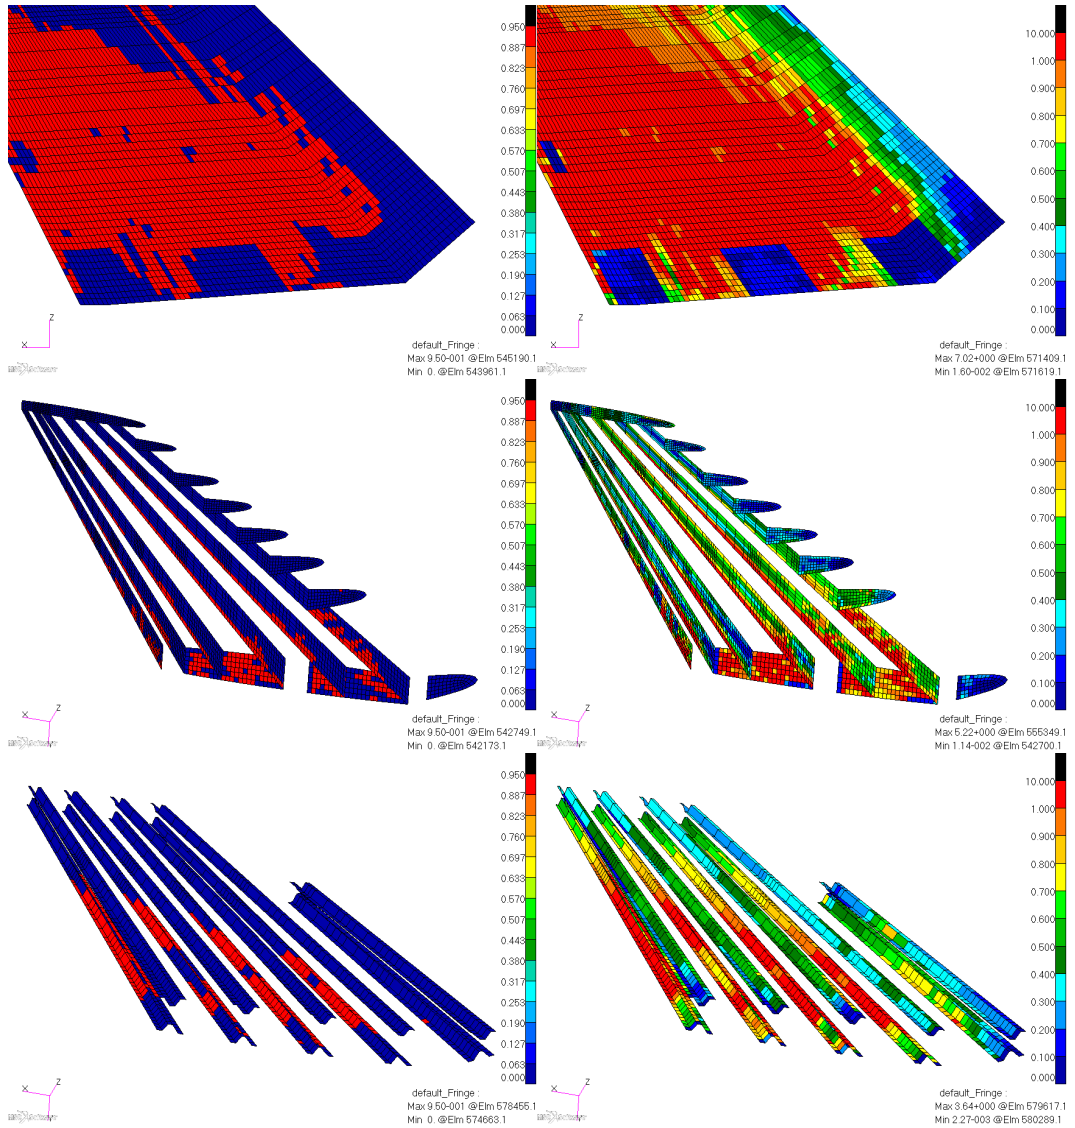 0.950
0.887
0.823
0.760
0.697
0.633
0.570
0.507
0.443
0.380
0.317
0.253
0.190
0.127
0.063
0.000
Z
X
default_Fringe :
Max 9.50-001 @Elm 545190.1
Min 0. @Elm 543961.1
10.000
1.000
0.900
0.800
0.700
0.600
0.500
0.400
0.300
0.200
0.100
0.000
Z
X
default_Fringe :
Max 7.02+000 @Elm 571409.1
Min 1.60-002 @Elm 571619.1
0.950
0.887
0.823
0.760
0.697
0.633
0.570
0.507
0.443
0.380
0.317
0.253
0.190
0.127
0.063
0.000
X
Z
default_Fringe :
Max 9.50-001 @Elm 542749.1
Min 0. @Elm 542173.1
10.000
1.000
0.900
0.800
0.700
0.600
0.500
0.400
0.300
0.200
0.100
0.000
X
Z
default_Fringe :
Max 5.22+000 @Elm 555349.1
Min 1.14-002 @Elm 542700.1
0.950
0.887
0.823
0.760
0.697
0.633
0.570
0.507
0.443
0.380
0.317
0.253
0.190
0.127
0.063
0.000
X
Z
default_Fringe :
Max 9.50-001 @Elm 578455.1
Min 0. @Elm 574663.1
10.000
1.000
0.900
0.800
0.700
0.600
0.500
0.400
0.300
0.200
0.100
0.000
X
Z
default_Fringe :
Max 3.64+000 @Elm 579617.1
Min 2.27-003 @Elm 580289.1